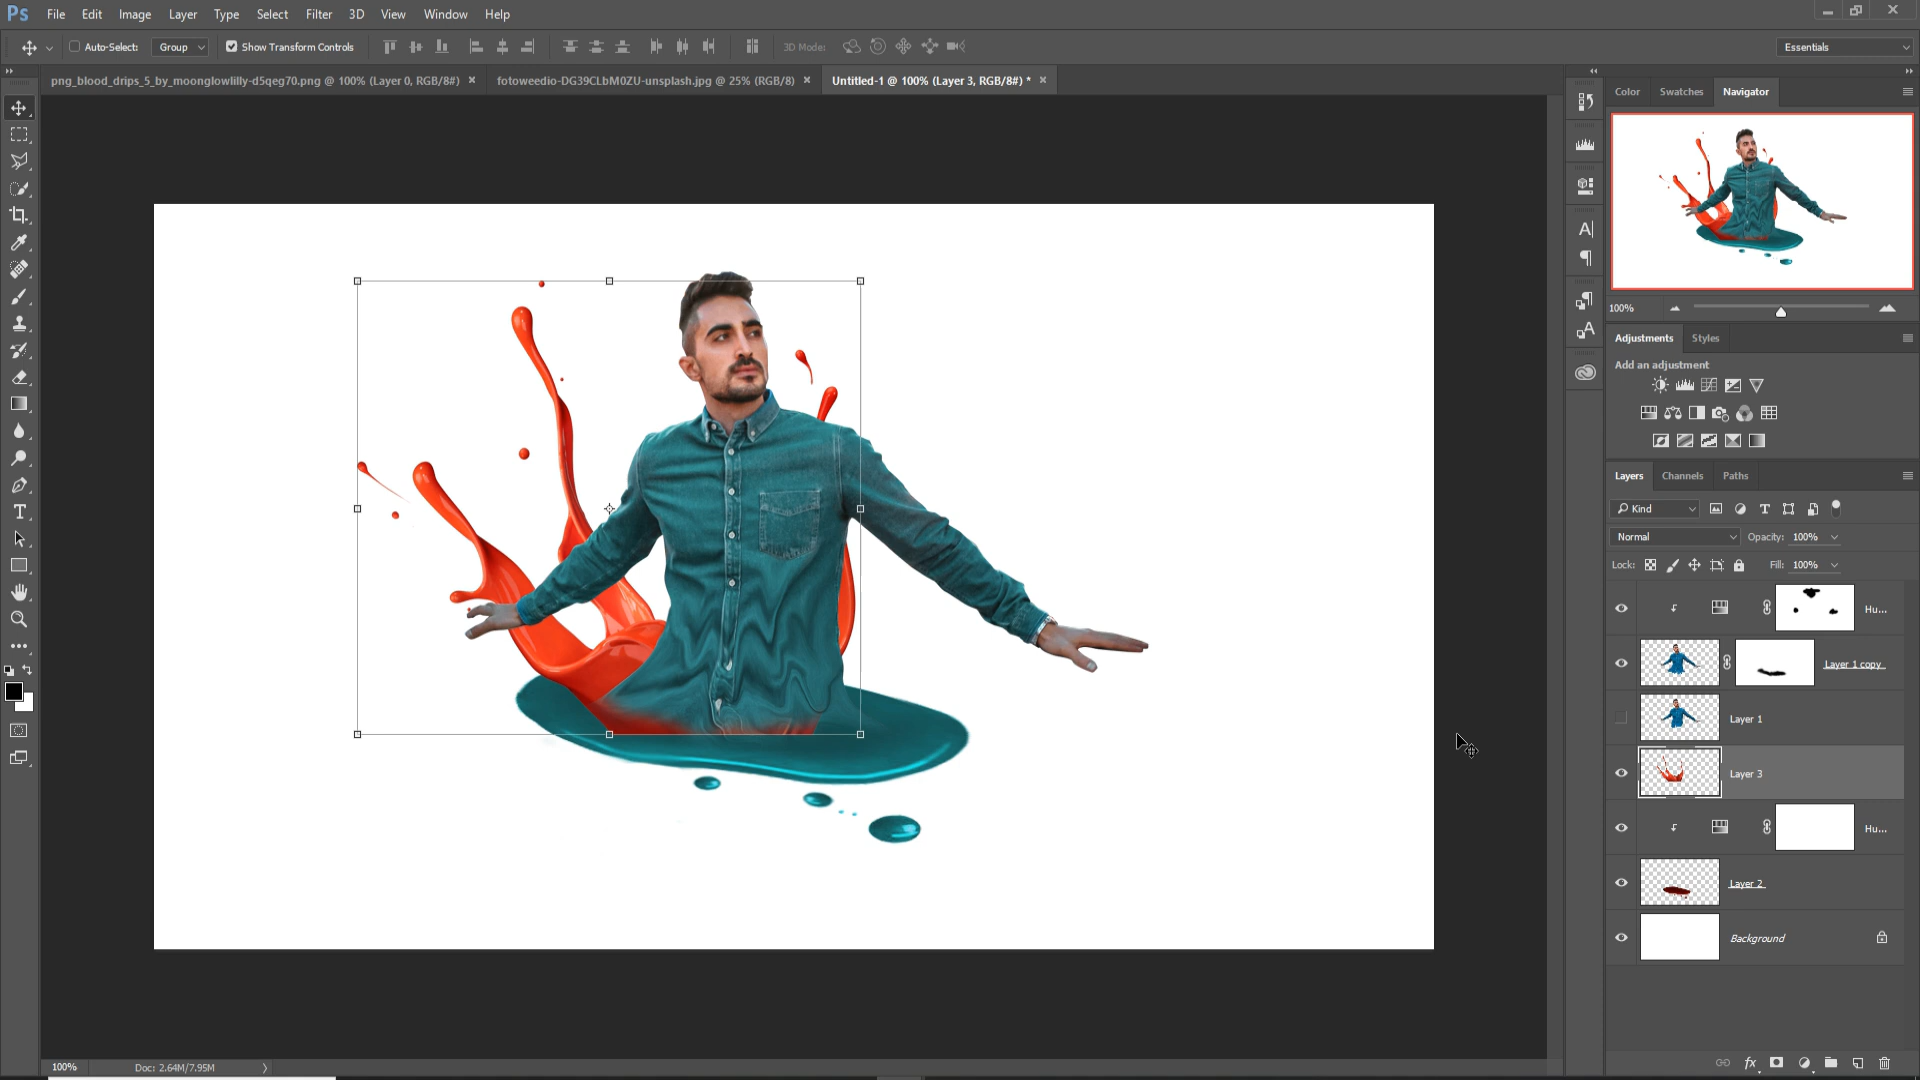 Ps File Edit Image Layer Type Select Filter 3D View Window Help
Auto-Select: Group Show Transform Controls 3D Mode: Essentials
png_blood_drips_5_by_moonglowlilly-d5qeg70.png @ 100% (Layer 0, RGB/8#) × fotoweedio-DG39CLbM0ZU-unsplash.jpg @ 25% (RGB/8) × Untitled-1 @ 100% (Layer 3, RGB/8#) * ×
Color Swatches Navigator
100%
Adjustments Styles
Add an adjustment
Layers Channels Paths
Kind
Normal Opacity: 100%
Lock: Fill: 100%
Hu...
Layer 1 copy
Layer 1
Layer 3
Hu...
Layer 2
Background
100% Doc: 2.64M/7.95M